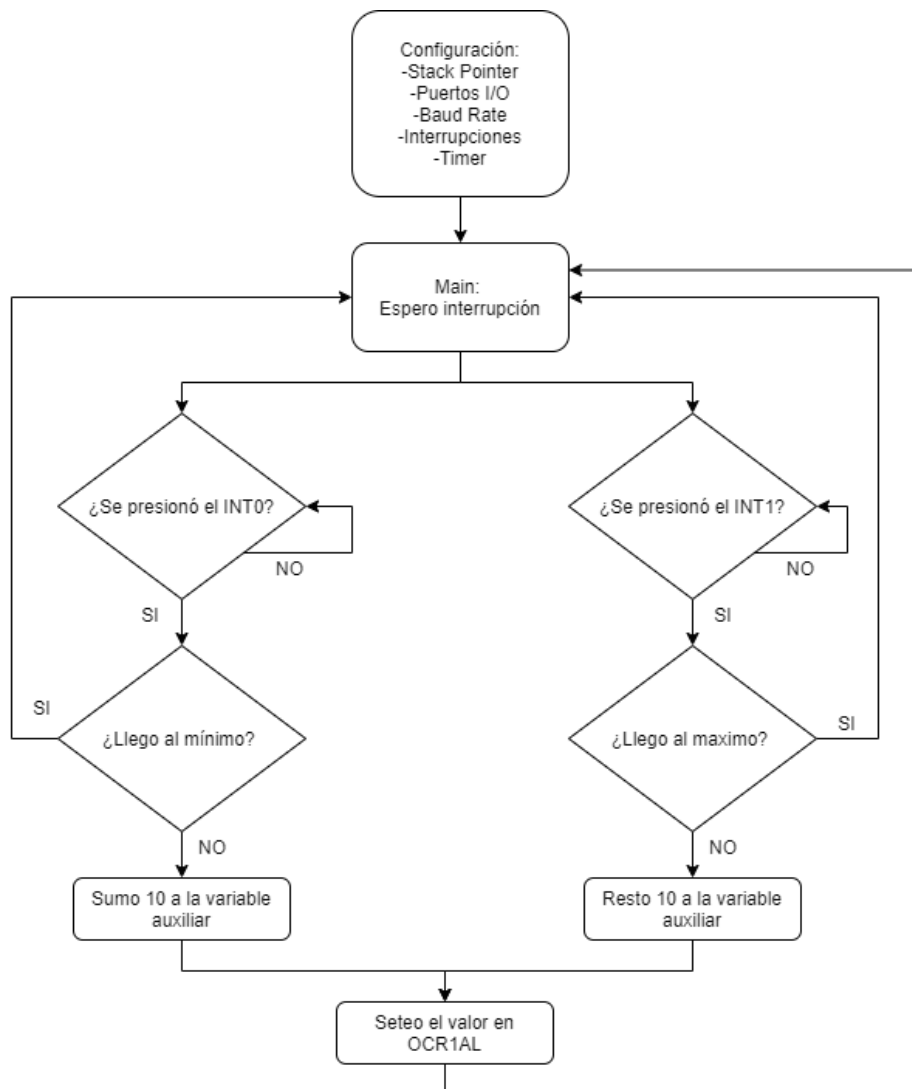 Configuración:
-Stack Pointer
-Puertos I/O
-Baud Rate
-Interrupciones
-Timer
Main:
Espero interrupción
¿Se presionó el INT0?
¿Se presionó el INT1?
NO
NO
SI
SI
SI
¿Llego al mínimo?
¿Llego al maximo?
SI
NO
NO
Sumo 10 a la variable
auxiliar
Resto 10 a la variable
auxiliar
Seteo el valor en
OCR1AL